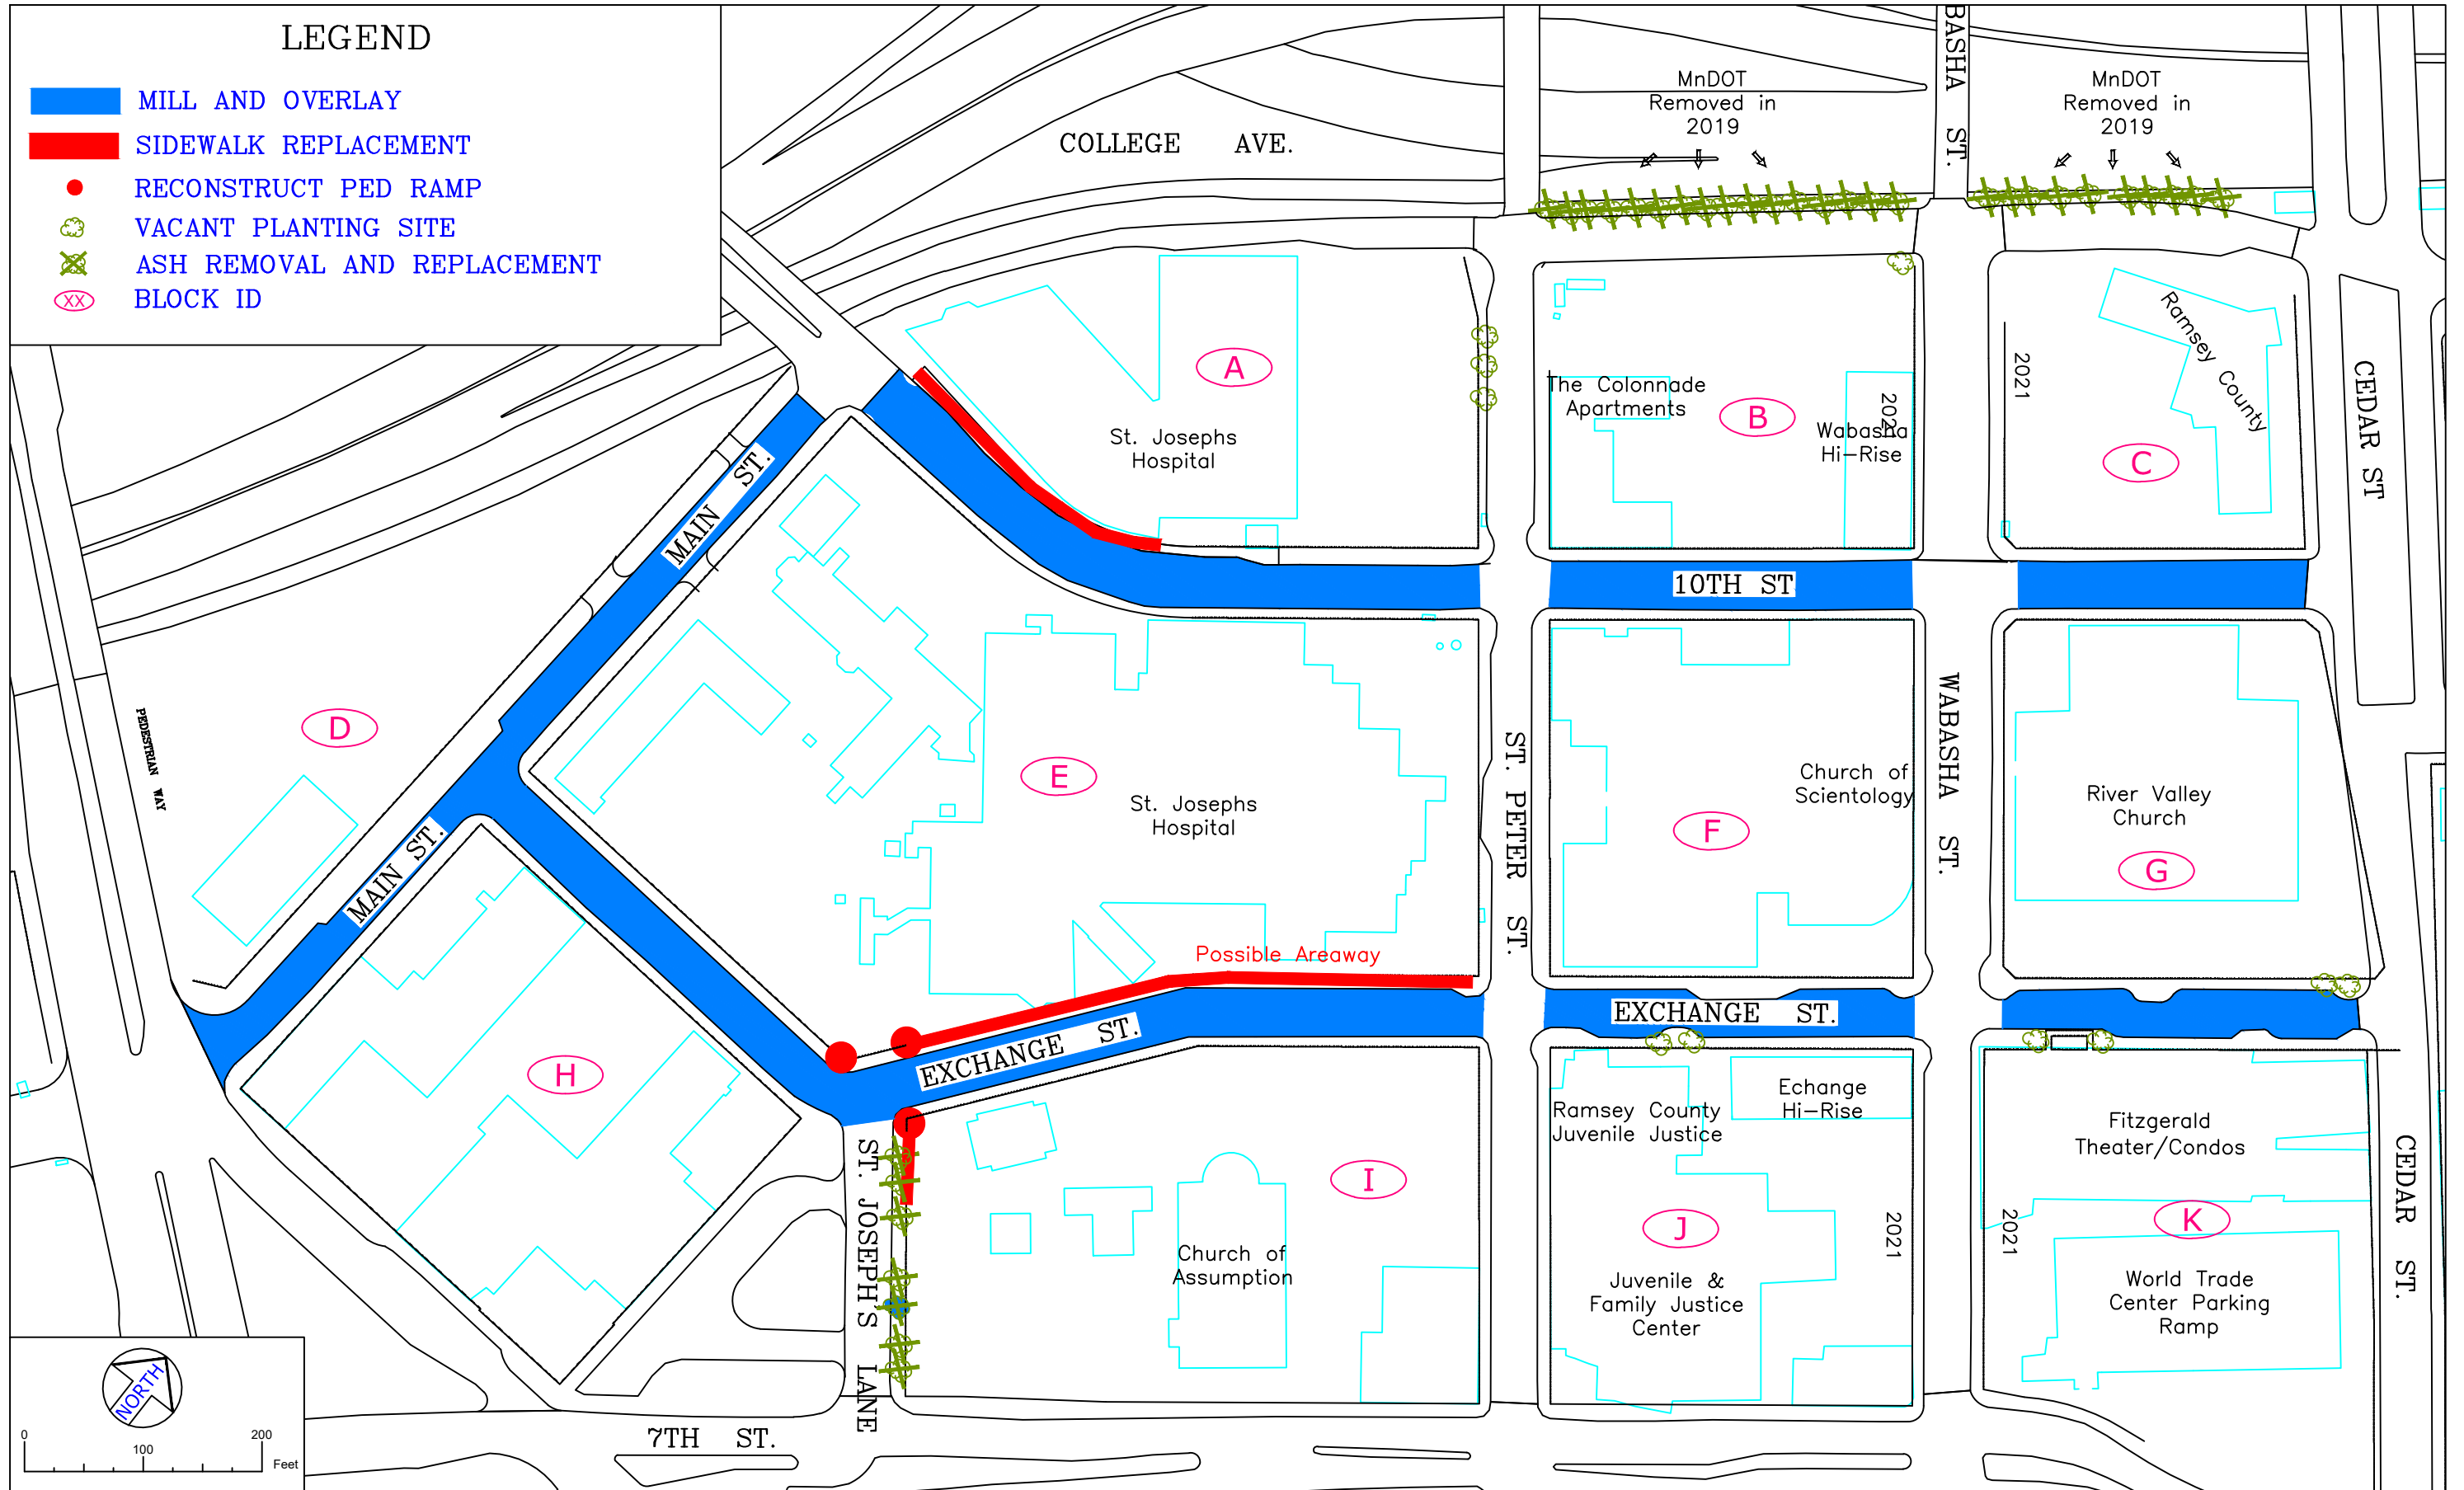 LEGEND
MILL AND OVERLAY
SIDEWALK REPLACEMENT
RECONSTRUCT PED RAMP
VACANT PLANTING SITE
ASH REMOVAL AND REPLACEMENT
XX BLOCK ID
COLLEGE AVE.
MnDOT
Removed in
2019
BASHA ST.
MnDOT
Removed in
2019
A
St. Josephs
Hospital
The Colonnade
Apartments
B
Wabasha
Hi-Rise
2021
2021
Ramsey County
C
CEDAR ST
MAIN ST.
10TH ST
D
PEDESTRIAN WAY
MAIN ST.
E
St. Josephs
Hospital
Possible Areaway
ST. PETER ST.
Church of
Scientology
F
WABASHA ST.
River Valley
Church
G
EXCHANGE ST.
EXCHANGE ST.
H
ST. JOSEPH'S LANE
I
Church of
Assumption
Ramsey County
Juvenile Justice
Echange
Hi-Rise
J
Juvenile &
Family Justice
Center
2021
2021
Fitzgerald
Theater/Condos
K
World Trade
Center Parking
Ramp
CEDAR ST.
7TH ST.
NORTH
0 100 200
Feet